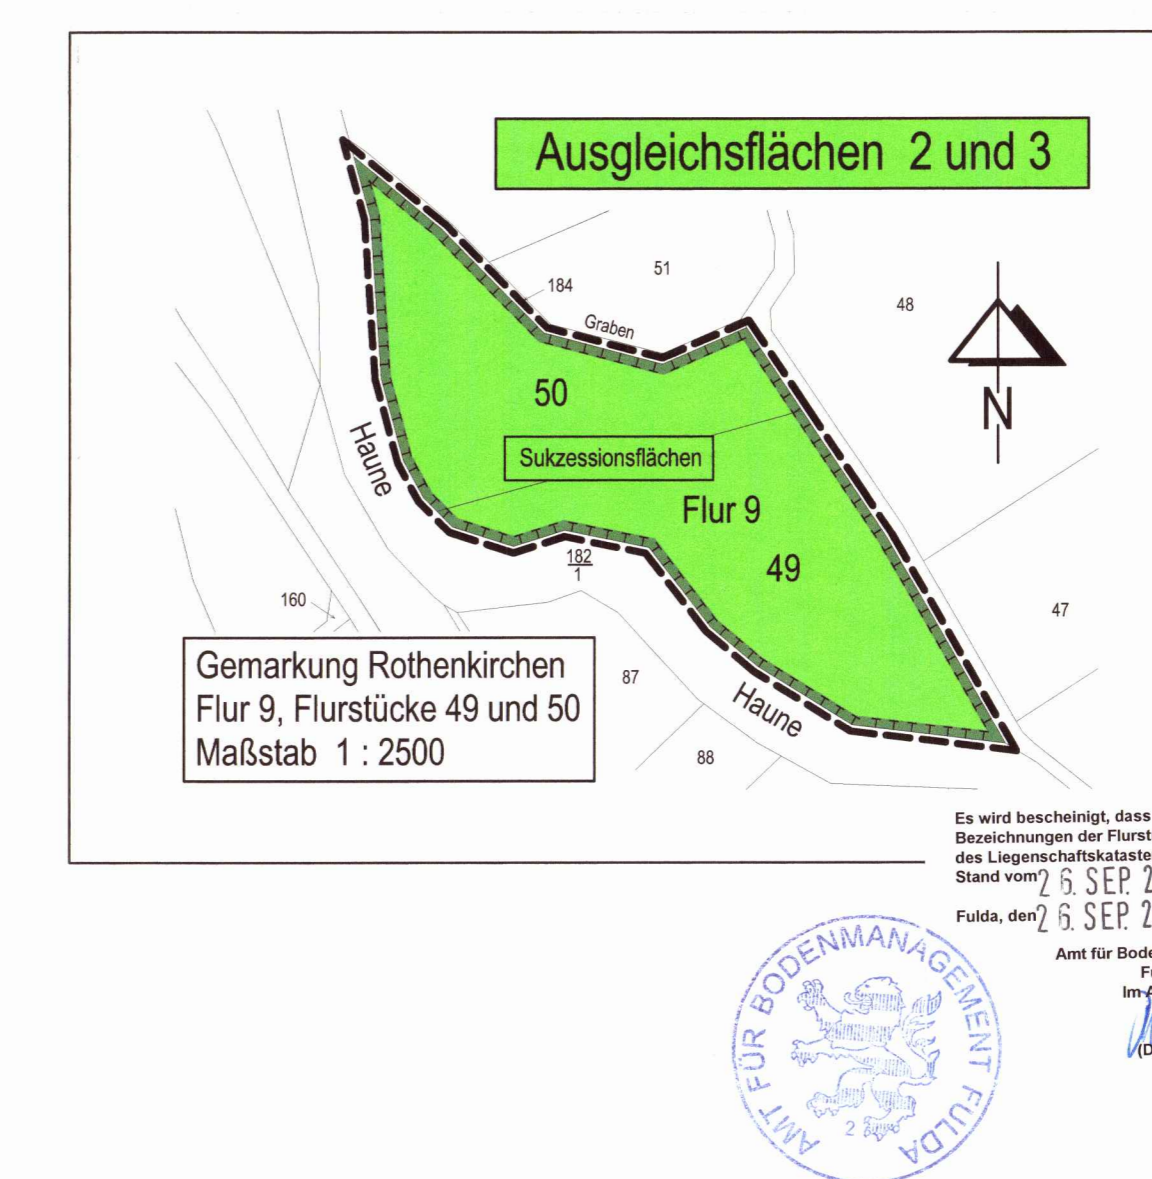 Ausgleichsflächen 2 und 3
51
184
48
Graben
50
N
Haune
Sukzessionsflächen
Flur 9
182
1
49
160
47
Gemarkung Rothenkirchen
Flur 9, Flurstücke 49 und 50
Maßstab 1 : 2500
87
Haune
88
Es wird bescheinigt, dass
Bezeichnungen der Flurst
des Liegenschaftskataste
Stand vom 26. SEP. 2
Fulda, den 26. SEP. 2
Amt für Bode
F
Im A
(D
AMT FÜR BODENMANAGEMENT FULDA
2